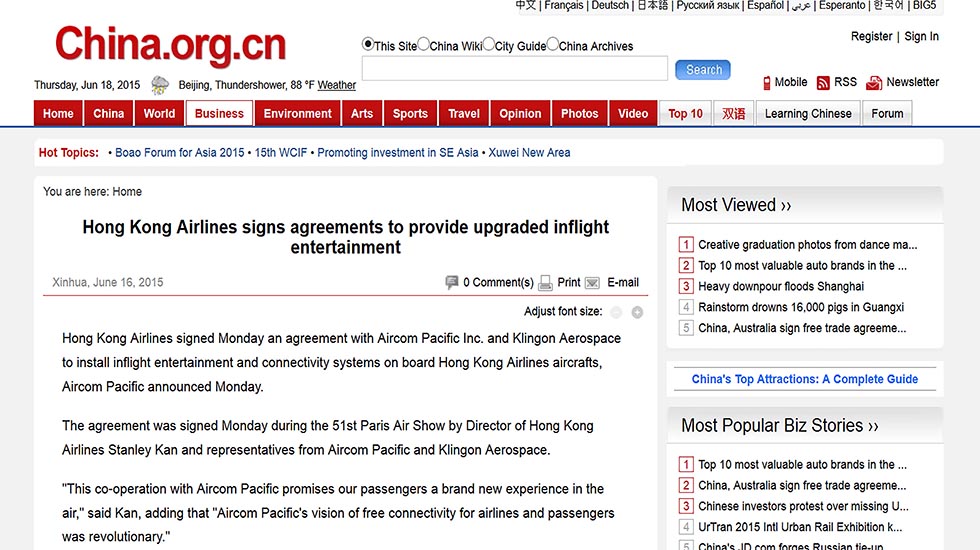 中文 | Français | Deutsch | 日本語 | Русский язык | Español | عربي | Esperanto | 한국어 | BIG5
China.org.cn
Register | Sign In
This Site China Wiki City Guide China Archives
Search
Thursday, Jun 18, 2015 Beijing, Thundershower, 88 °F Weather
Mobile RSS Newsletter
Home China World Business Environment Arts Sports Travel Opinion Photos Video Top 10 双语 Learning Chinese Forum
Hot Topics: • Boao Forum for Asia 2015 • 15th WCIF • Promoting investment in SE Asia • Xuwei New Area
You are here: Home
Hong Kong Airlines signs agreements to provide upgraded inflight
entertainment
Xinhua, June 16, 2015
0 Comment(s) Print E-mail
Adjust font size:
Hong Kong Airlines signed Monday an agreement with Aircom Pacific Inc. and Klingon Aerospace
to install inflight entertainment and connectivity systems on board Hong Kong Airlines aircrafts,
Aircom Pacific announced Monday.
The agreement was signed Monday during the 51st Paris Air Show by Director of Hong Kong
Airlines Stanley Kan and representatives from Aircom Pacific and Klingon Aerospace.
"This co-operation with Aircom Pacific promises our passengers a brand new experience in the
air," said Kan, adding that "Aircom Pacific's vision of free connectivity for airlines and passengers
was revolutionary."
Most Viewed ››
1 Creative graduation photos from dance ma...
2 Top 10 most valuable auto brands in the ...
3 Heavy downpour floods Shanghai
4 Rainstorm drowns 16,000 pigs in Guangxi
5 China, Australia sign free trade agreeme...
China's Top Attractions: A Complete Guide
Most Popular Biz Stories ››
1 Top 10 most valuable auto brands in the ...
2 China, Australia sign free trade agreeme...
3 Chinese investors protest over missing U...
4 UrTran 2015 Intl Urban Rail Exhibition k...
5 China's JD.com forges Russian tie-up